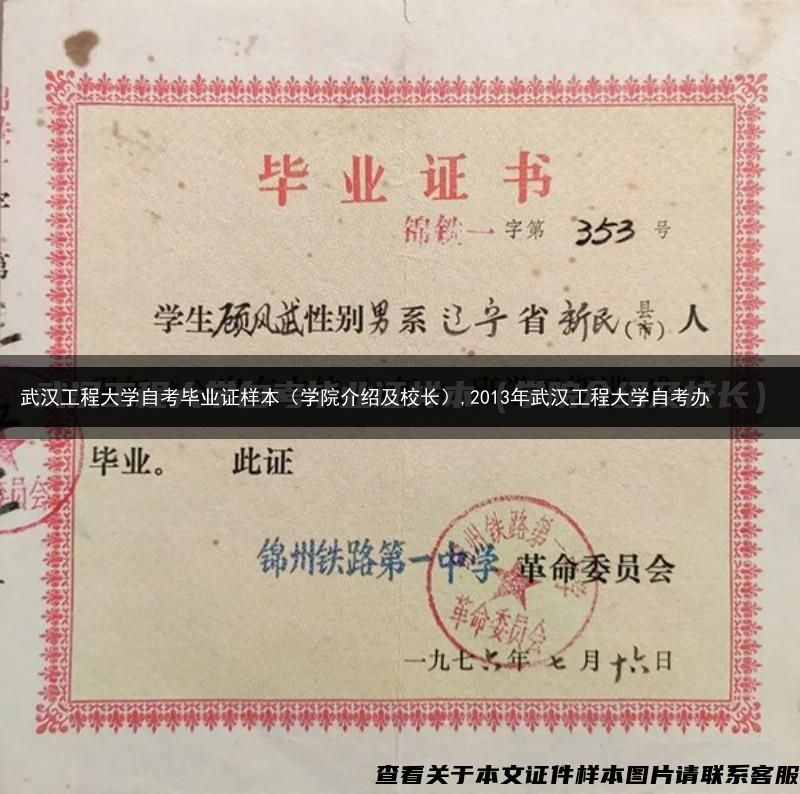 毕业证书
锦铁一字第353号
学生顾风武性别男系辽宁省新民(县市)人
武汉工程大学自考毕业证样本（学院介绍及校长）,2013年武汉工程大学自考办
毕业。 此证
锦州铁路第一中学 革命委员会
锦州铁路第一中学
革命委员会
一九七六年七月十六日
员会
查看关于本文证件样本图片请联系客服